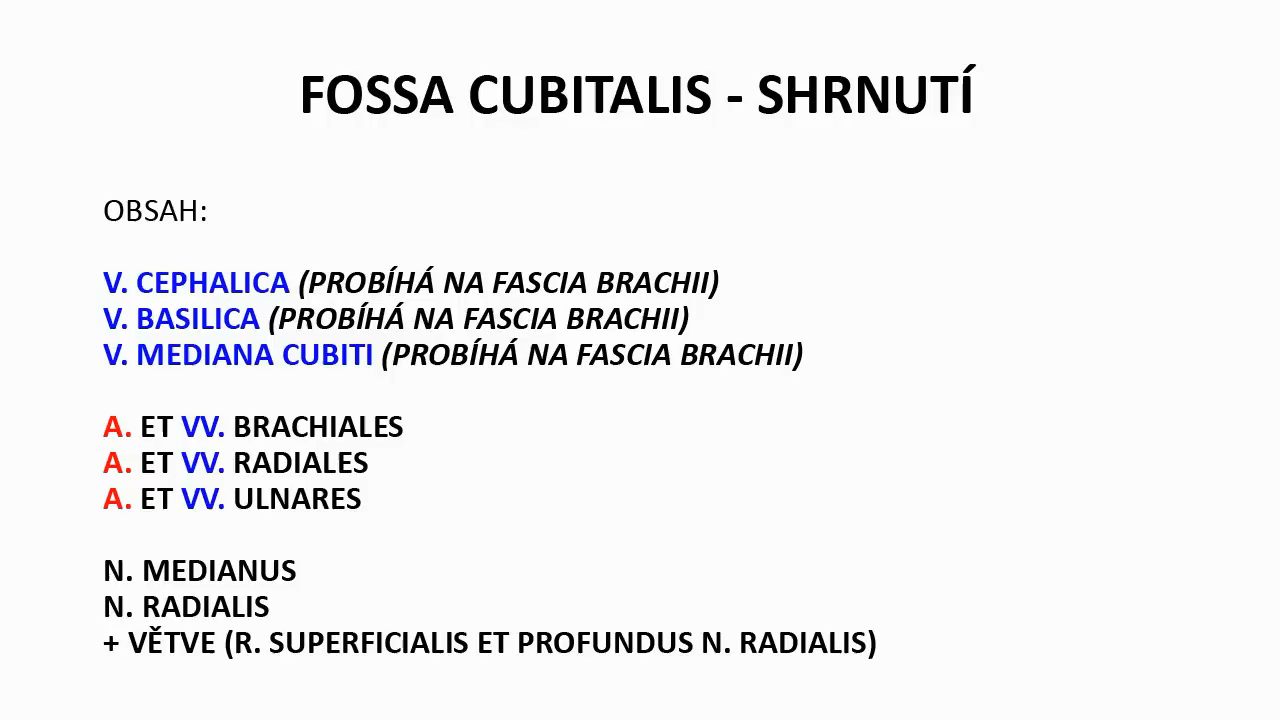 FOSSA CUBITALIS - SHRNUTÍ
OBSAH:
V. CEPHALICA (PROBÍHÁ NA FASCIA BRACHII)
V. BASILICA (PROBÍHÁ NA FASCIA BRACHII)
V. MEDIANA CUBITI (PROBÍHÁ NA FASCIA BRACHII)
A. ET VV. BRACHIALES
A. ET VV. RADIALES
A. ET VV. ULNARES
N. MEDIANUS
N. RADIALIS
+ VĚTVE (R. SUPERFICIALIS ET PROFUNDUS N. RADIALIS)